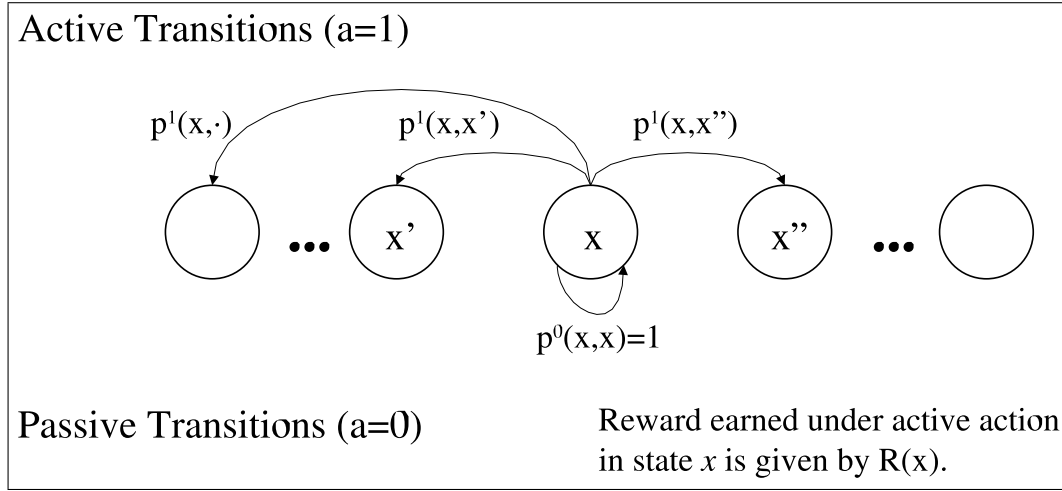 Active Transitions (a=1)
p¹(x,·)
p¹(x,x’)
p¹(x,x”)
x’
x
x”
p⁰(x,x)=1
Passive Transitions (a=0)
Reward earned under active action
in state x is given by R(x).